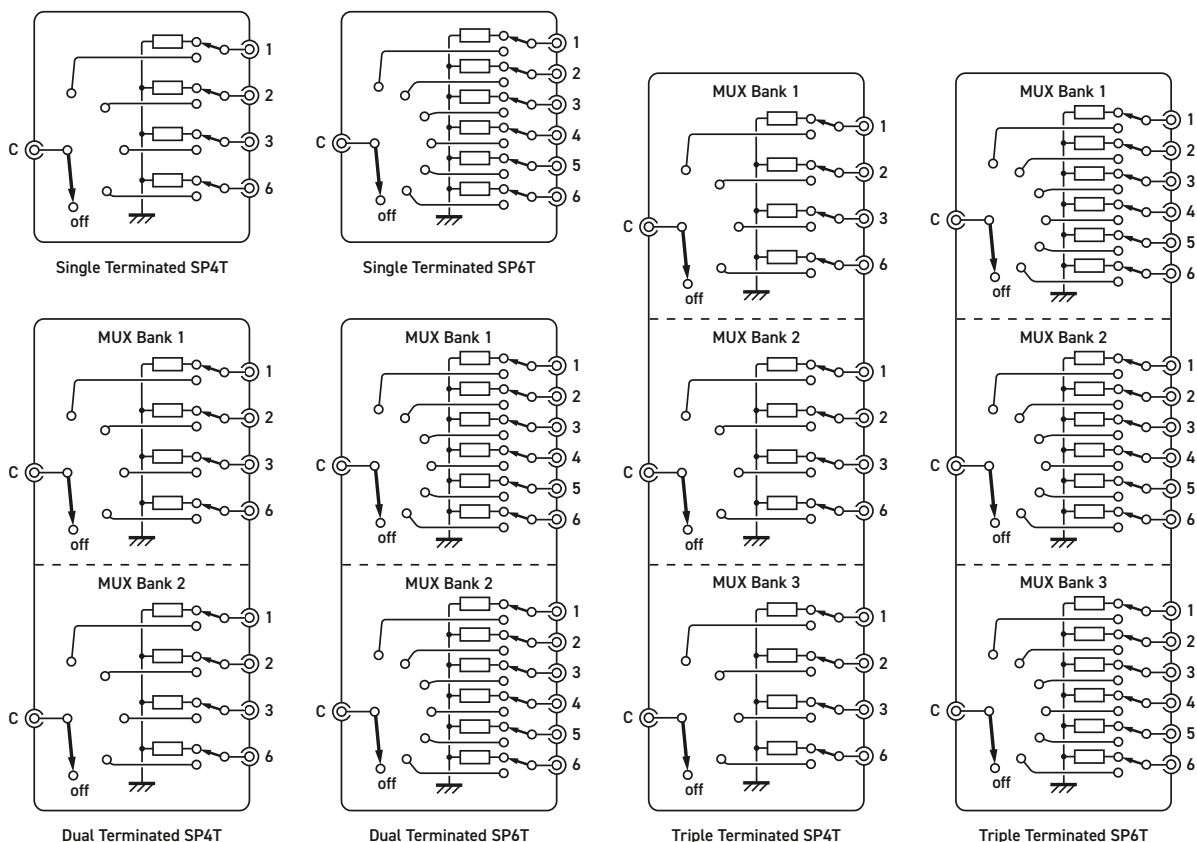 1
2
C
3
6
off
Single Terminated SP4T
1
2
3
C
4
5
6
off
Single Terminated SP6T
MUX Bank 1
1
2
C
3
6
off
MUX Bank 2
1
2
C
3
6
off
Dual Terminated SP4T
MUX Bank 1
1
2
3
C
4
5
6
off
MUX Bank 2
1
2
3
C
4
5
6
off
Dual Terminated SP6T
MUX Bank 1
1
2
C
3
6
off
MUX Bank 2
1
2
C
3
6
off
MUX Bank 3
1
2
C
3
6
off
Triple Terminated SP4T
MUX Bank 1
1
2
3
C
4
5
6
off
MUX Bank 2
1
2
3
C
4
5
6
off
MUX Bank 3
1
2
3
C
4
5
6
off
Triple Terminated SP6T